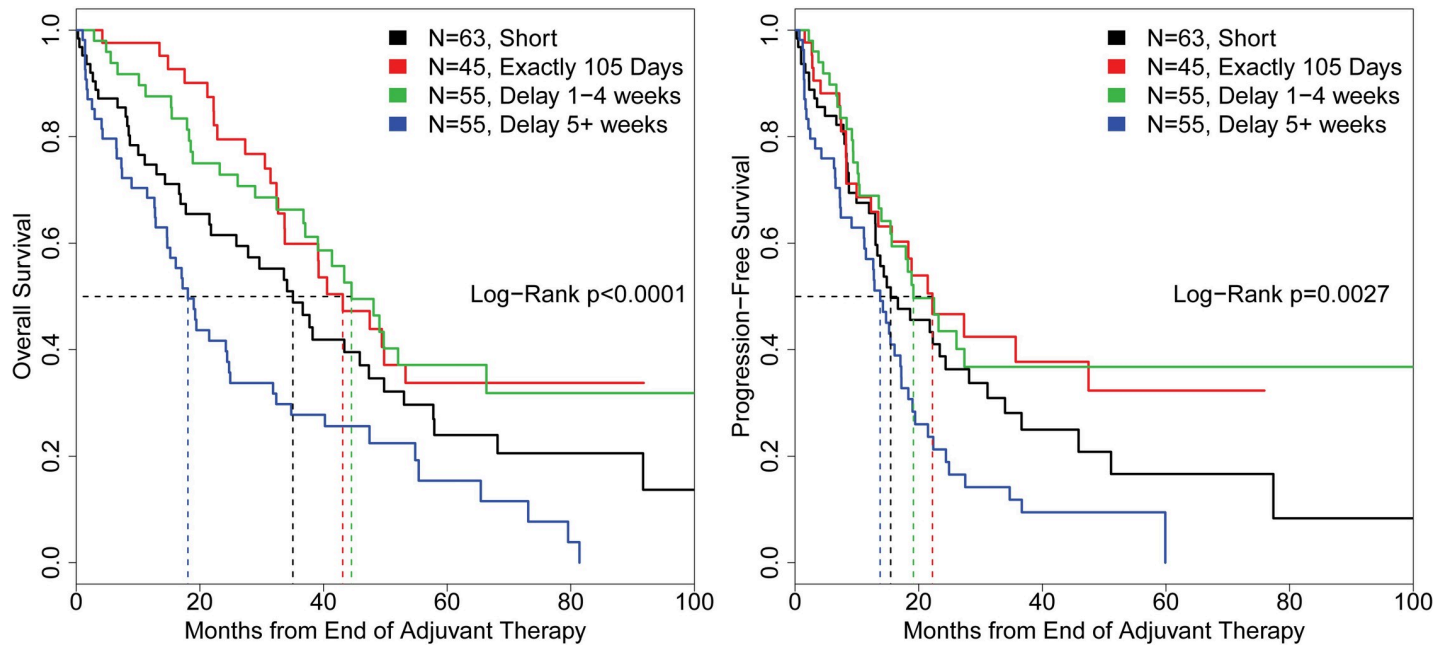 Overall Survival
1.0
0.8
0.6
0.4
0.2
0.0
N=63, Short
N=45, Exactly 105 Days
N=55, Delay 1−4 weeks
N=55, Delay 5+ weeks
Log−Rank p<0.0001
0 20 40 60 80 100
Months from End of Adjuvant Therapy
Progression−Free Survival
1.0
0.8
0.6
0.4
0.2
0.0
N=63, Short
N=45, Exactly 105 Days
N=55, Delay 1−4 weeks
N=55, Delay 5+ weeks
Log−Rank p=0.0027
0 20 40 60 80 100
Months from End of Adjuvant Therapy